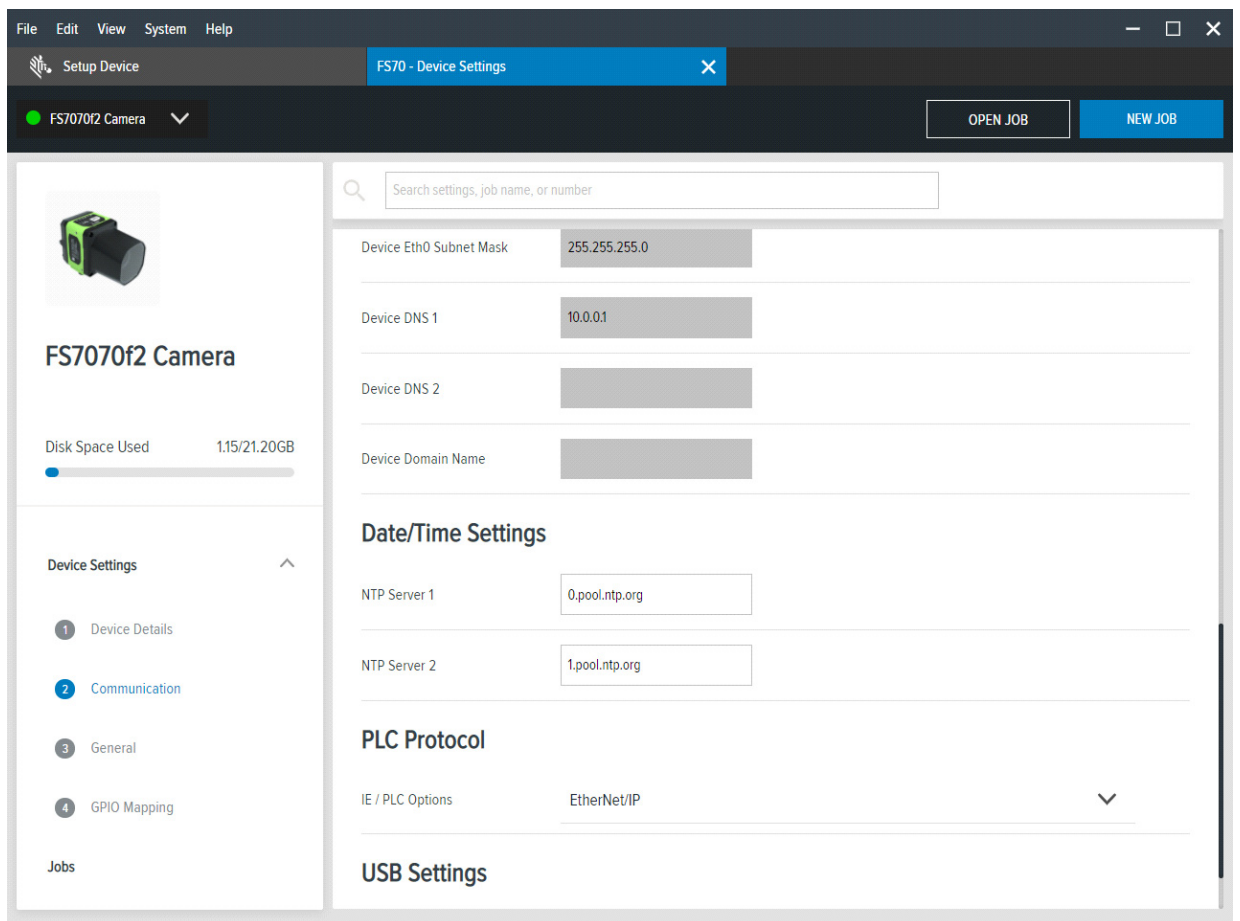 File Edit View System Help
Setup Device
FS70 - Device Settings
FS7070f2 Camera
OPEN JOB
NEW JOB
Search settings, job name, or number
FS7070f2 Camera
Disk Space Used 1.15/21.20GB
Device Settings
1 Device Details
2 Communication
3 General
4 GPIO Mapping
Jobs
Device Eth0 Subnet Mask 255.255.255.0
Device DNS 1 10.0.0.1
Device DNS 2
Device Domain Name
Date/Time Settings
NTP Server 1 0.pool.ntp.org
NTP Server 2 1.pool.ntp.org
PLC Protocol
IE / PLC Options EtherNet/IP
USB Settings